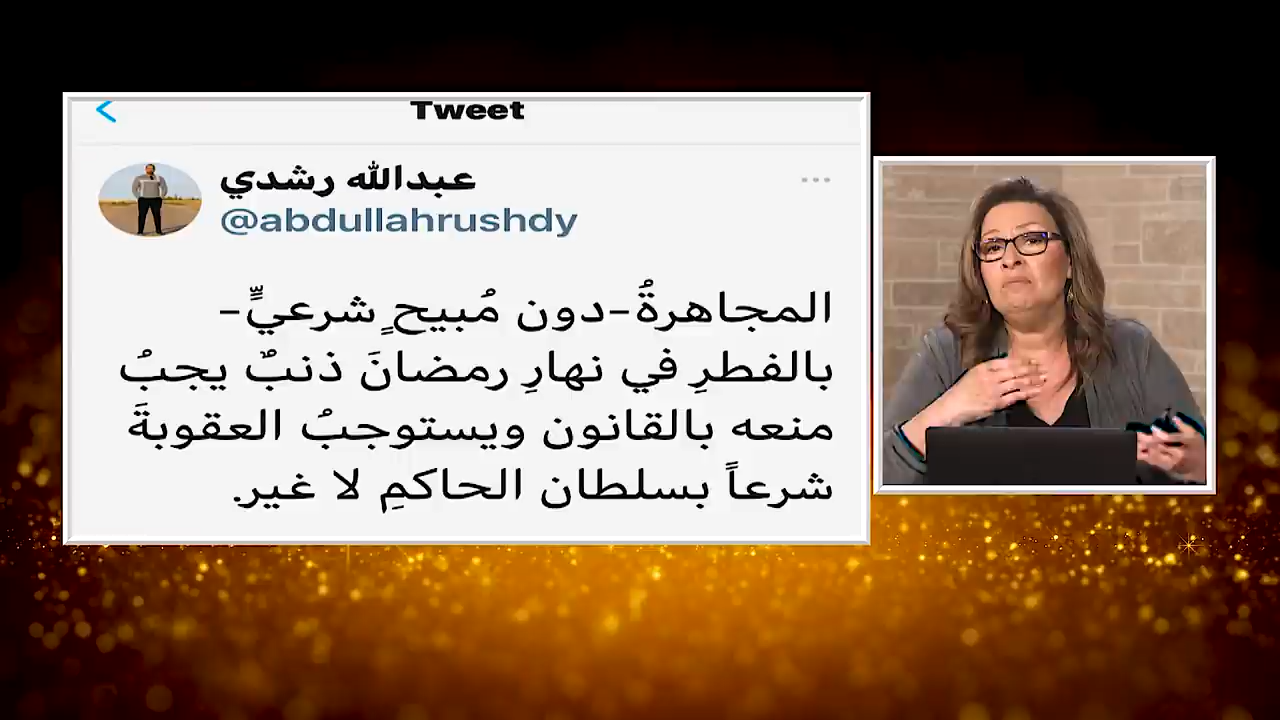 Tweet
عبدالله رشدي
@abdullahrushdy
المجاهرةُ-دون مُبيحٍ شرعيٍّ-
بالفطرِ في نهارِ رمضانَ ذنبٌ يجبُ
منعه بالقانون ويستوجبُ العقوبةَ
شرعاً بسلطان الحاكمِ لا غير.